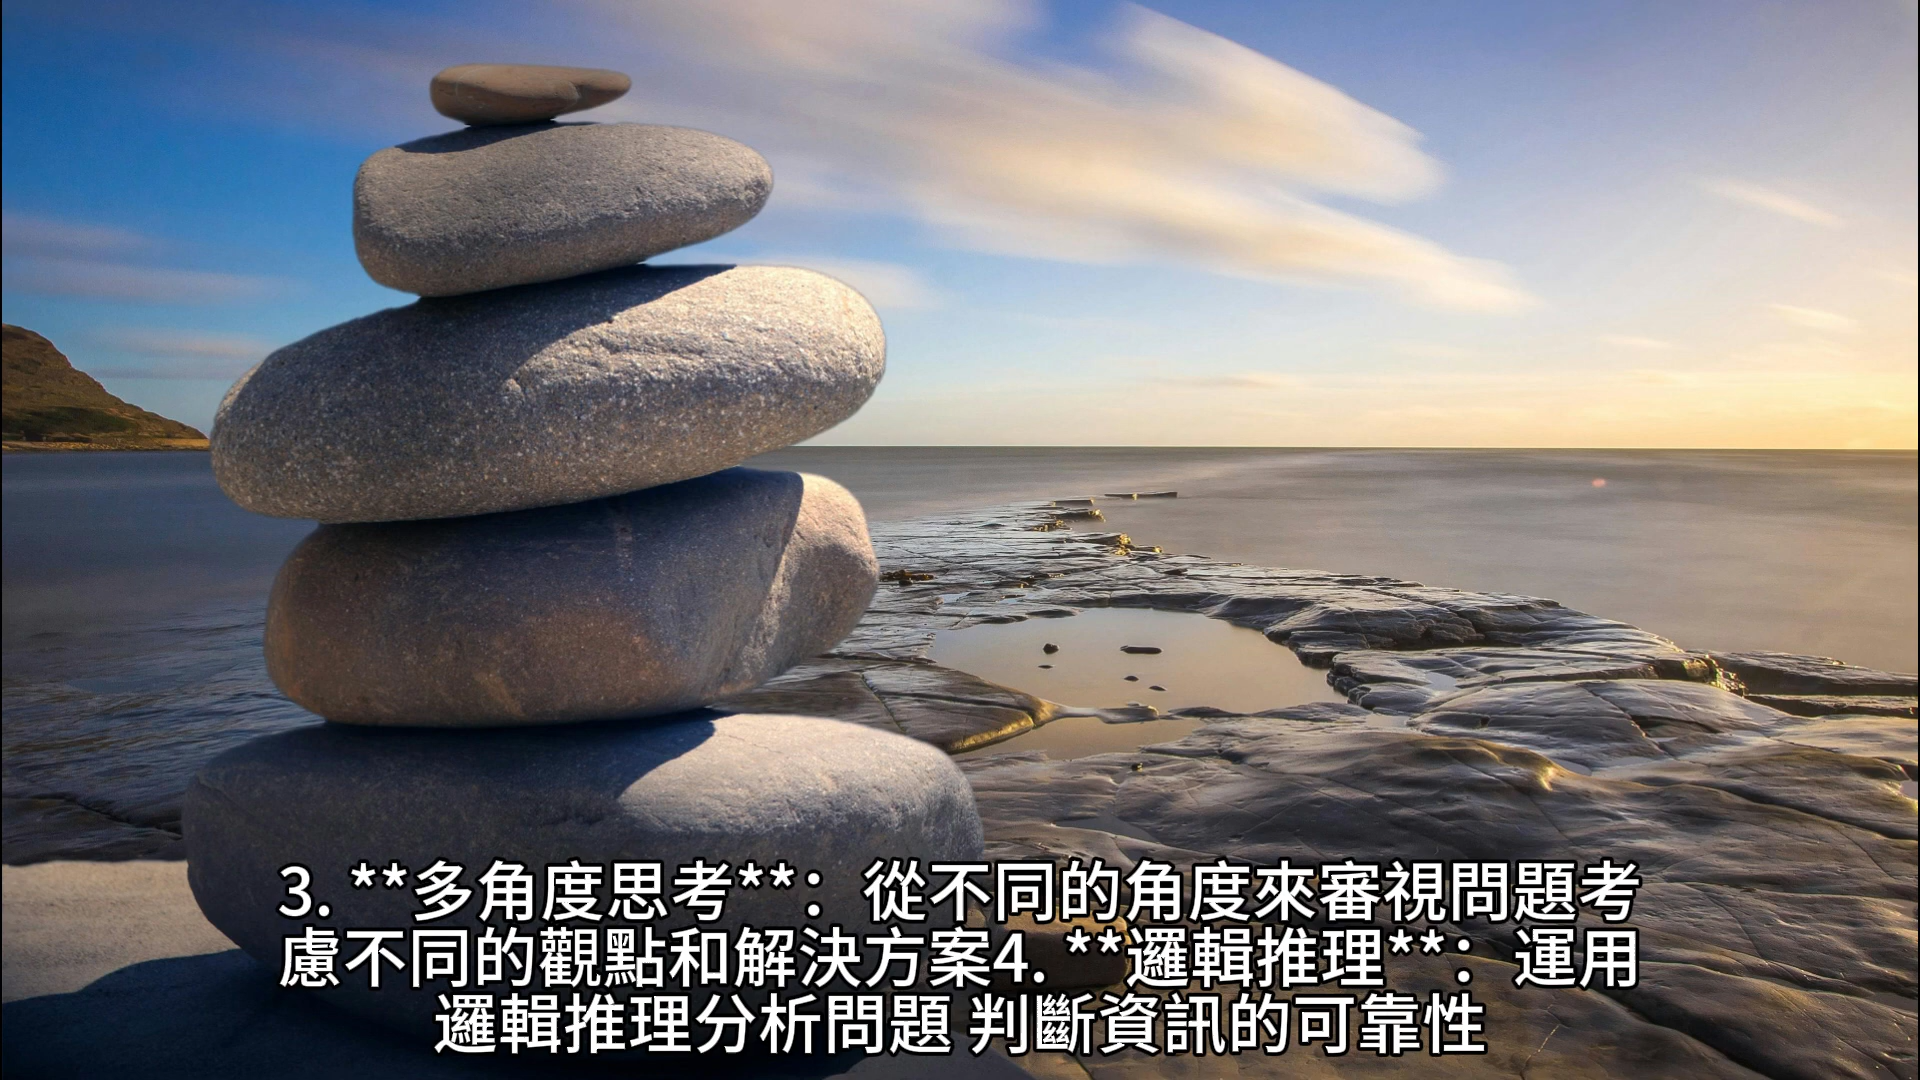 3. **多角度思考**：從不同的角度來審視問題考
慮不同的觀點和解決方案4. **邏輯推理**：運用
邏輯推理分析問題 判斷資訊的可靠性